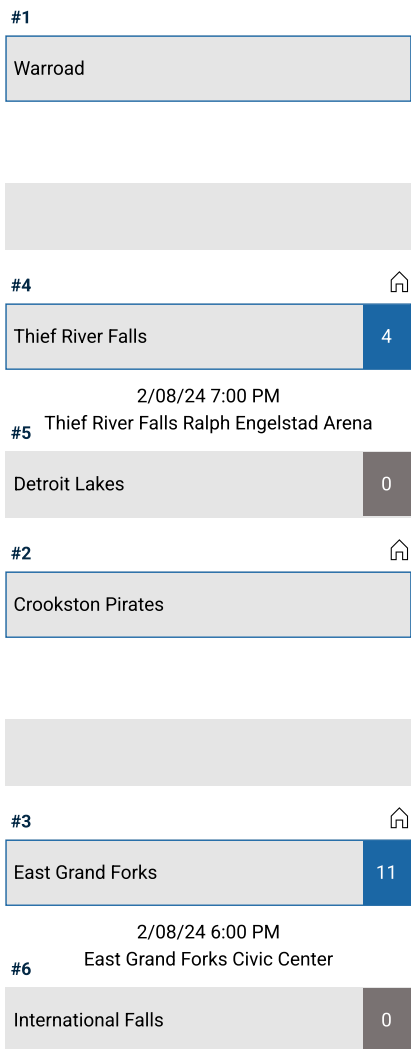 #1
Warroad
#4
Thief River Falls 4
2/08/24 7:00 PM
Thief River Falls Ralph Engelstad Arena
#5
Detroit Lakes 0
#2
Crookston Pirates
#3
East Grand Forks 11
2/08/24 6:00 PM
East Grand Forks Civic Center
#6
International Falls 0